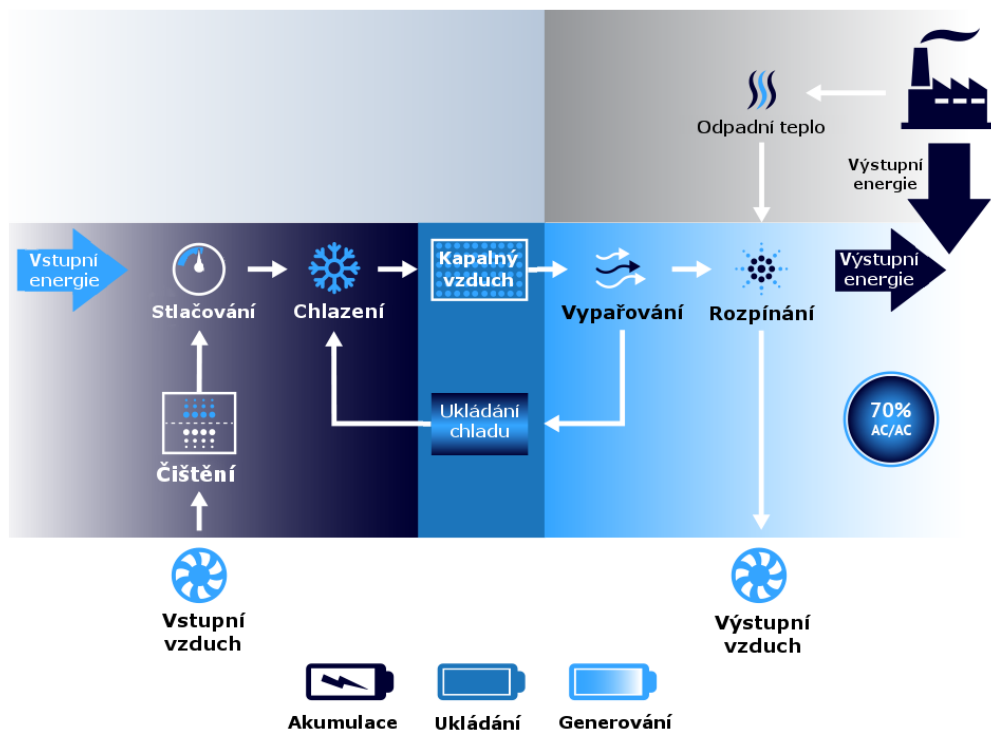 Odpadní teplo
Výstupní
energie
Vstupní
energie
Stlačování
Chlazení
Kapalný
vzduch
Vypařování
Rozpínání
Výstupní
energie
Ukládání
chladu
70%
AC/AC
Čištění
Vstupní
vzduch
Výstupní
vzduch
Akumulace
Ukládání
Generování